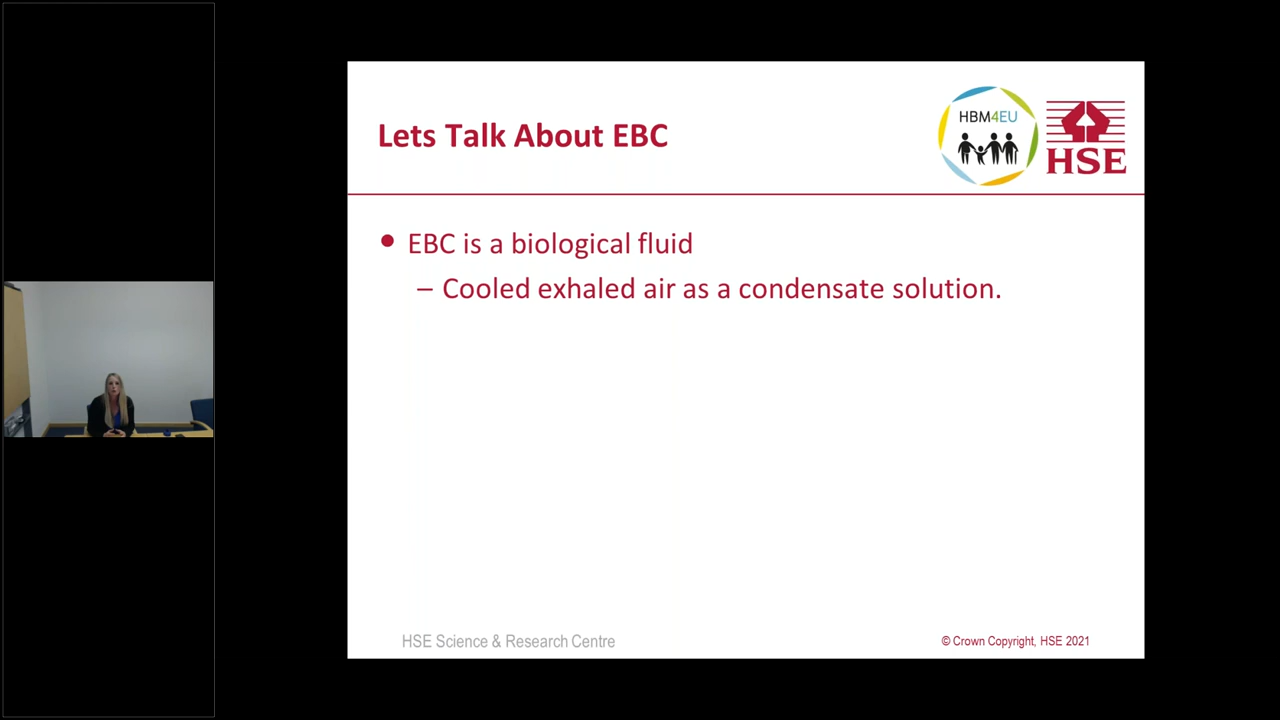 Lets Talk About EBC
HBM4EU
HSE
• EBC is a biological fluid
– Cooled exhaled air as a condensate solution.
HSE Science & Research Centre
© Crown Copyright, HSE 2021